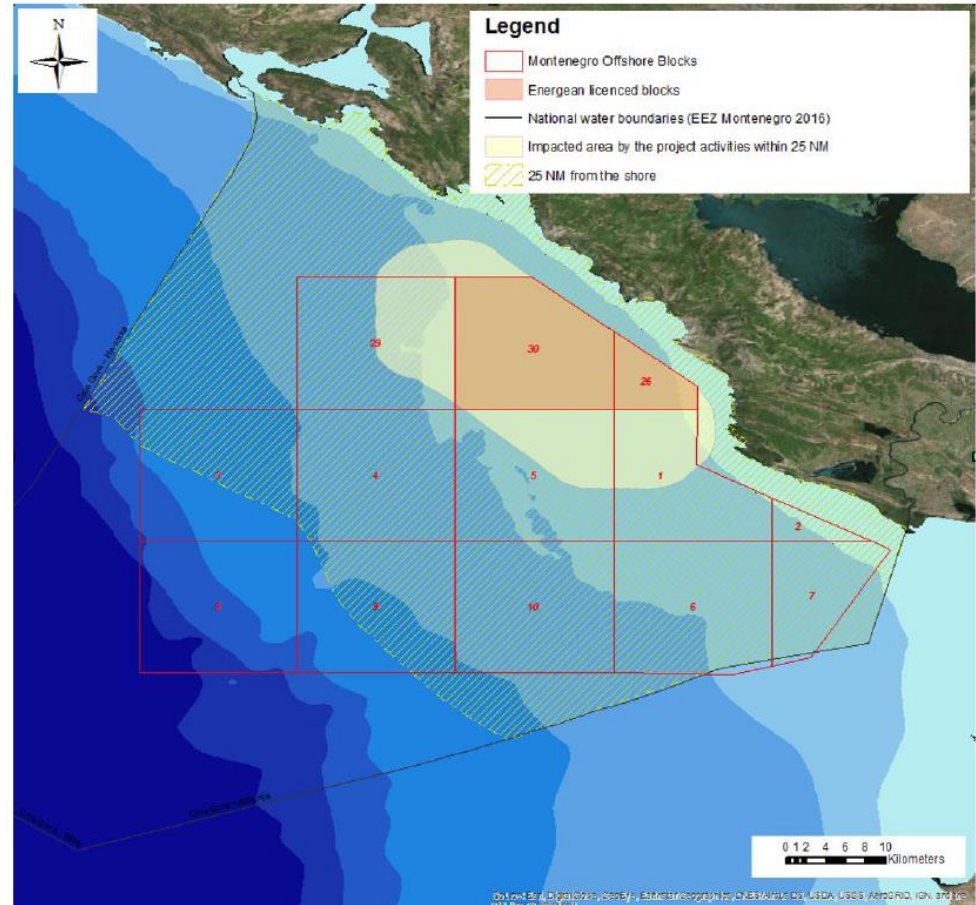 N
Legend
Montenegro Offshore Blocks
Energean licenced blocks
National water boundaries (EEZ Montenegro 2016)
Impacted area by the project activities within 25 NM
25 NM from the shore
29
30
26
3
4
5
1
2
8
9
10
6
7
0 1 2 4 6 8 10
Kilometers